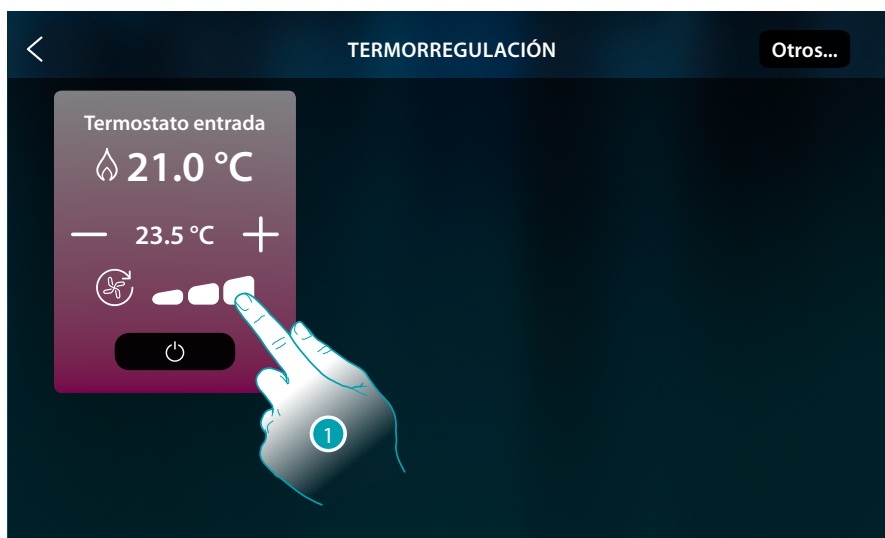 TERMORREGULACIÓN
Otros...
Termostato entrada
21.0 °C
23.5 °C
1